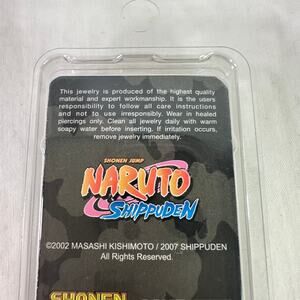 This jewelry is produced of the highest quality
material and expert workmanship. It is the users
responsibility to follow all care instructions
and not to use irresponsibly. Wear in healed
piercings only. Clean all jewelry daily with warm
soapy water before inserting. If irritation occurs,
remove jewelry immediately.
SHONEN JUMP
NARUTO
SHIPPUDEN
©2002 MASASHI KISHIMOTO / 2007 SHIPPUDEN
All Rights Reserved.
SHONEN